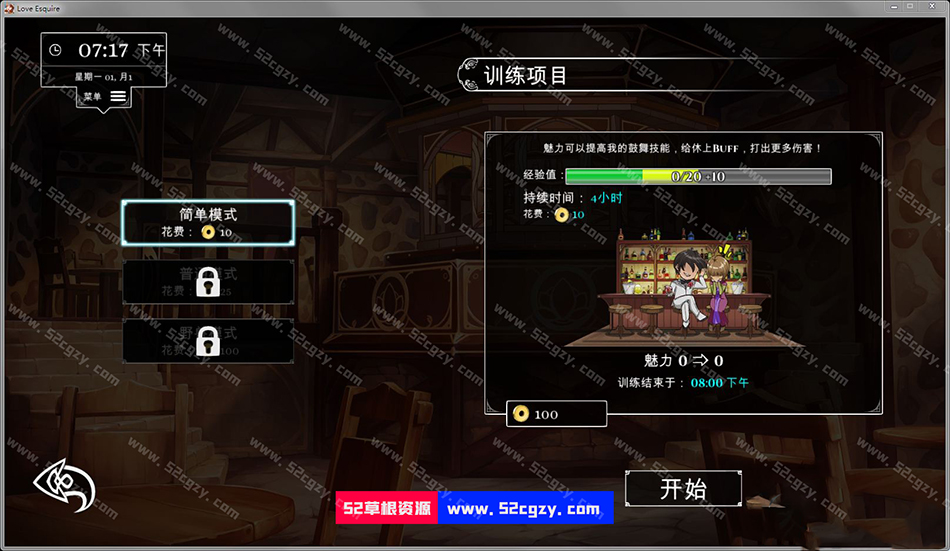 Love Esquire
07:17 下午
星期一 01, 月1
菜单
训练项目
魅力可以提高我的鼓舞技能，给休上BUFF，打出更多伤害！
经验值：
0/20 +10
持续时间： 4小时
花费： 10
简单模式
花费： 10
魅力 0 ⇨ 0
训练结束于： 08:00 下午
100
开始
52草根资源 www.52cgzy.com